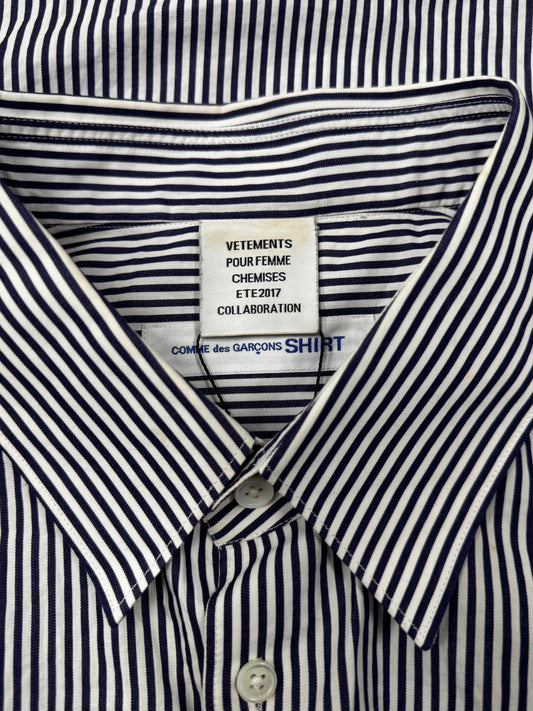 VETEMENTS
POUR FEMME
CHEMISES
ETE2017
COLLABORATION
COMME des GARÇONS SHIRT